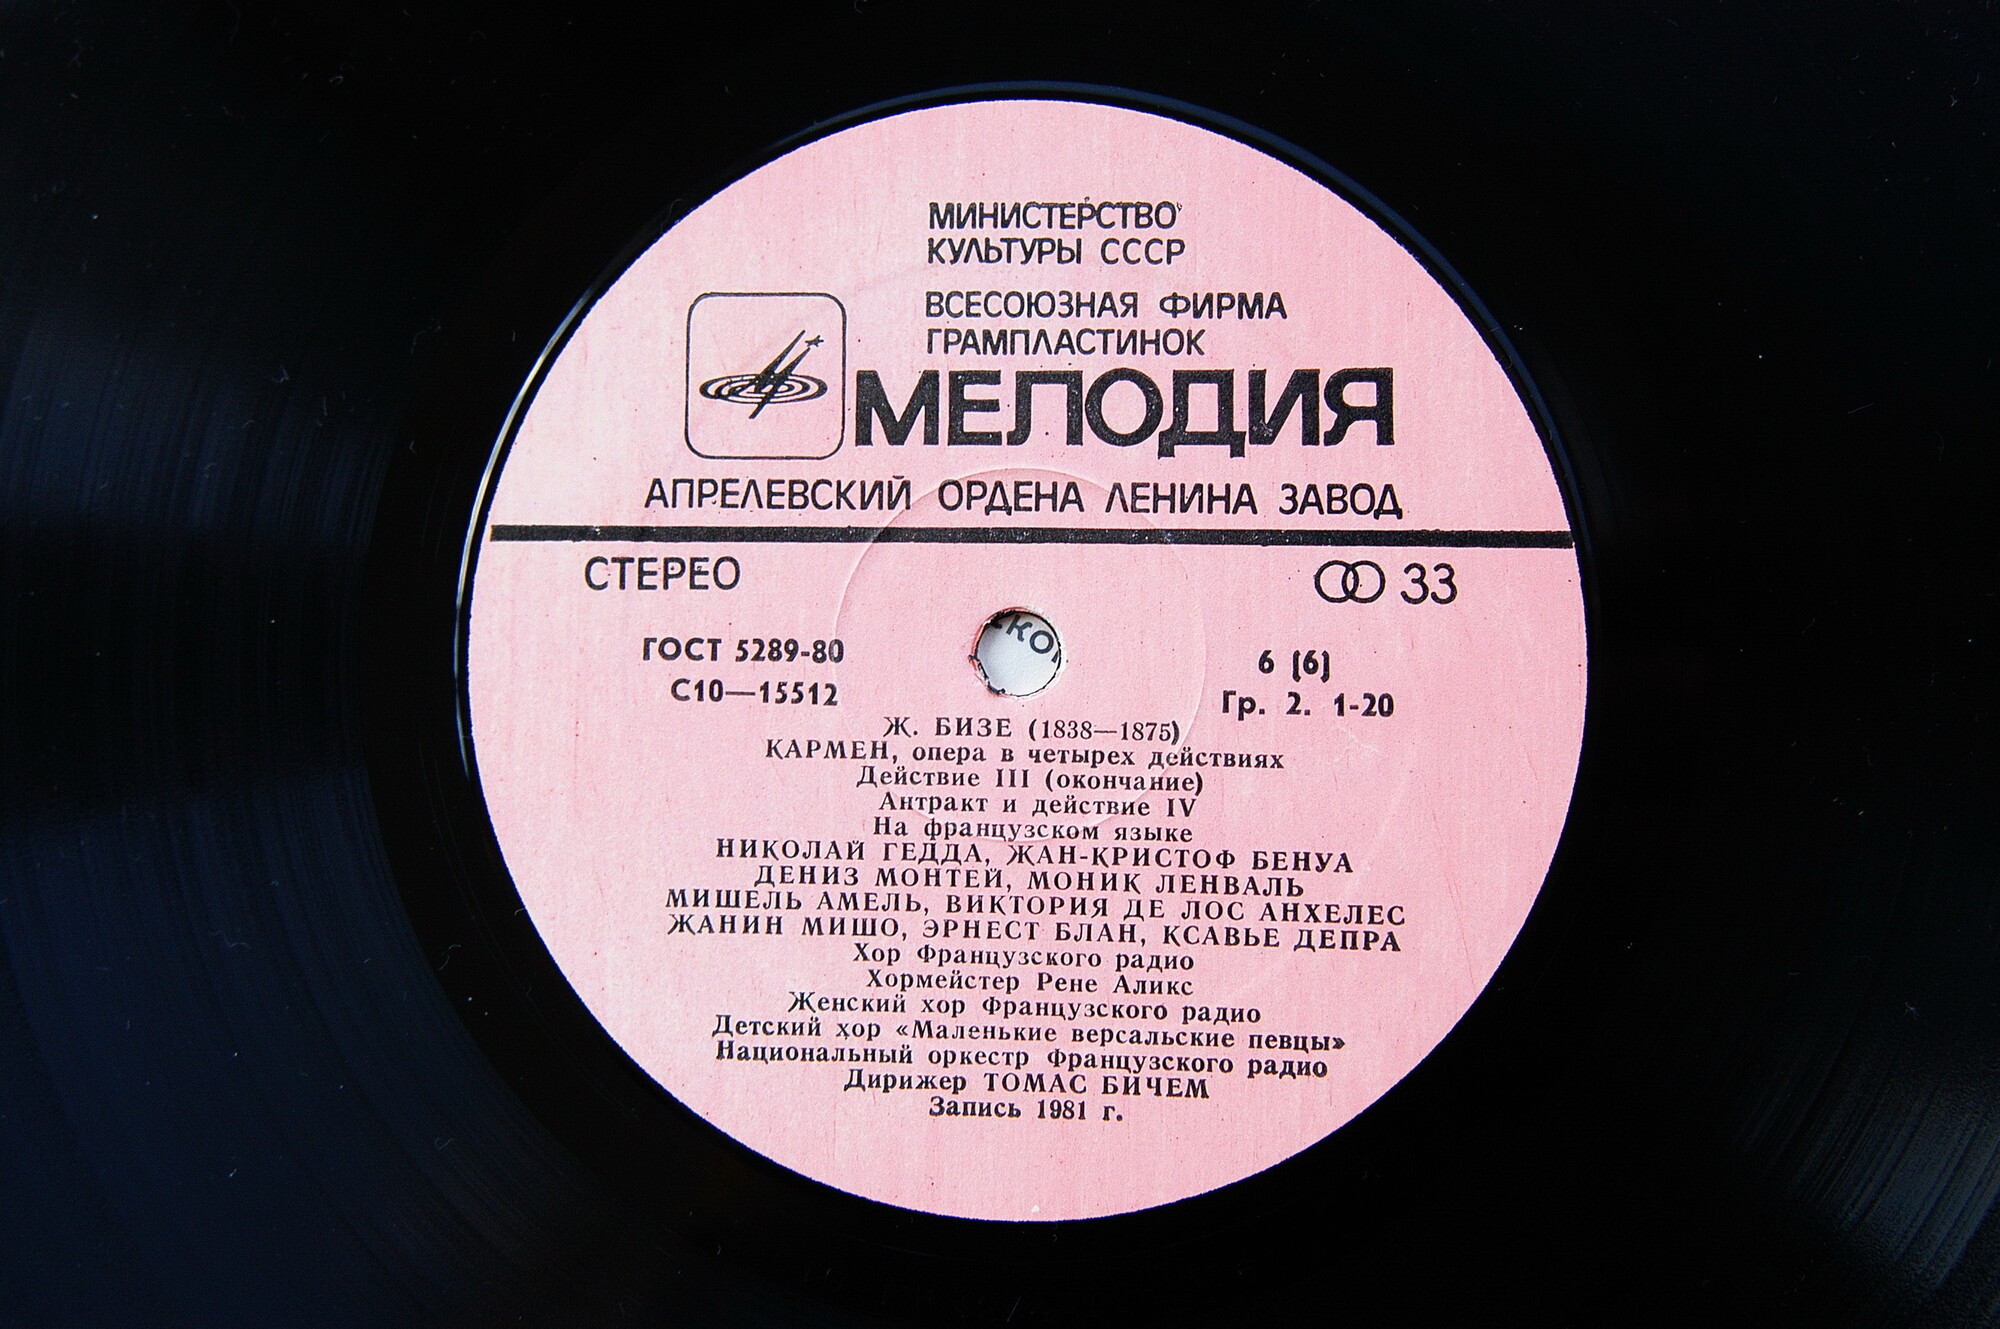 МИНИСТЕРСТВО
КУЛЬТУРЫ СССР
ВСЕСОЮЗНАЯ ФИРМА
ГРАМПЛАСТИНОК
МЕЛОДИЯ
АПРЕЛЕВСКИЙ ОРДЕНА ЛЕНИНА ЗАВОД
СТЕРЕО
33
ГОСТ 5289-80
6 (6)
С10—15512
Гр. 2. 1-20
Ж. БИЗЕ (1838—1875)
КАРМЕН, опера в четырех действиях
Действие III (окончание)
Антракт и действие IV
На французском языке
НИКОЛАЙ ГЕДДА, ЖАН-КРИСТОФ БЕНУА
ДЕНИЗ МОНТЕЙ, МОНИК ЛЕНВАЛЬ
МИШЕЛЬ АМЕЛЬ, ВИКТОРИЯ ДЕ ЛОС АНХЕЛЕС
ЖАНИН МИШО, ЭРНЕСТ БЛАН, КСАВЬЕ ДЕПРА
Хор Французского радио
Хормейстер Рене Аликс
Женский хор Французского радио
Детский хор «Маленькие версальские певцы»
Национальный оркестр Французского радио
Дирижер ТОМАС БИЧЕМ
Запись 1981 г.